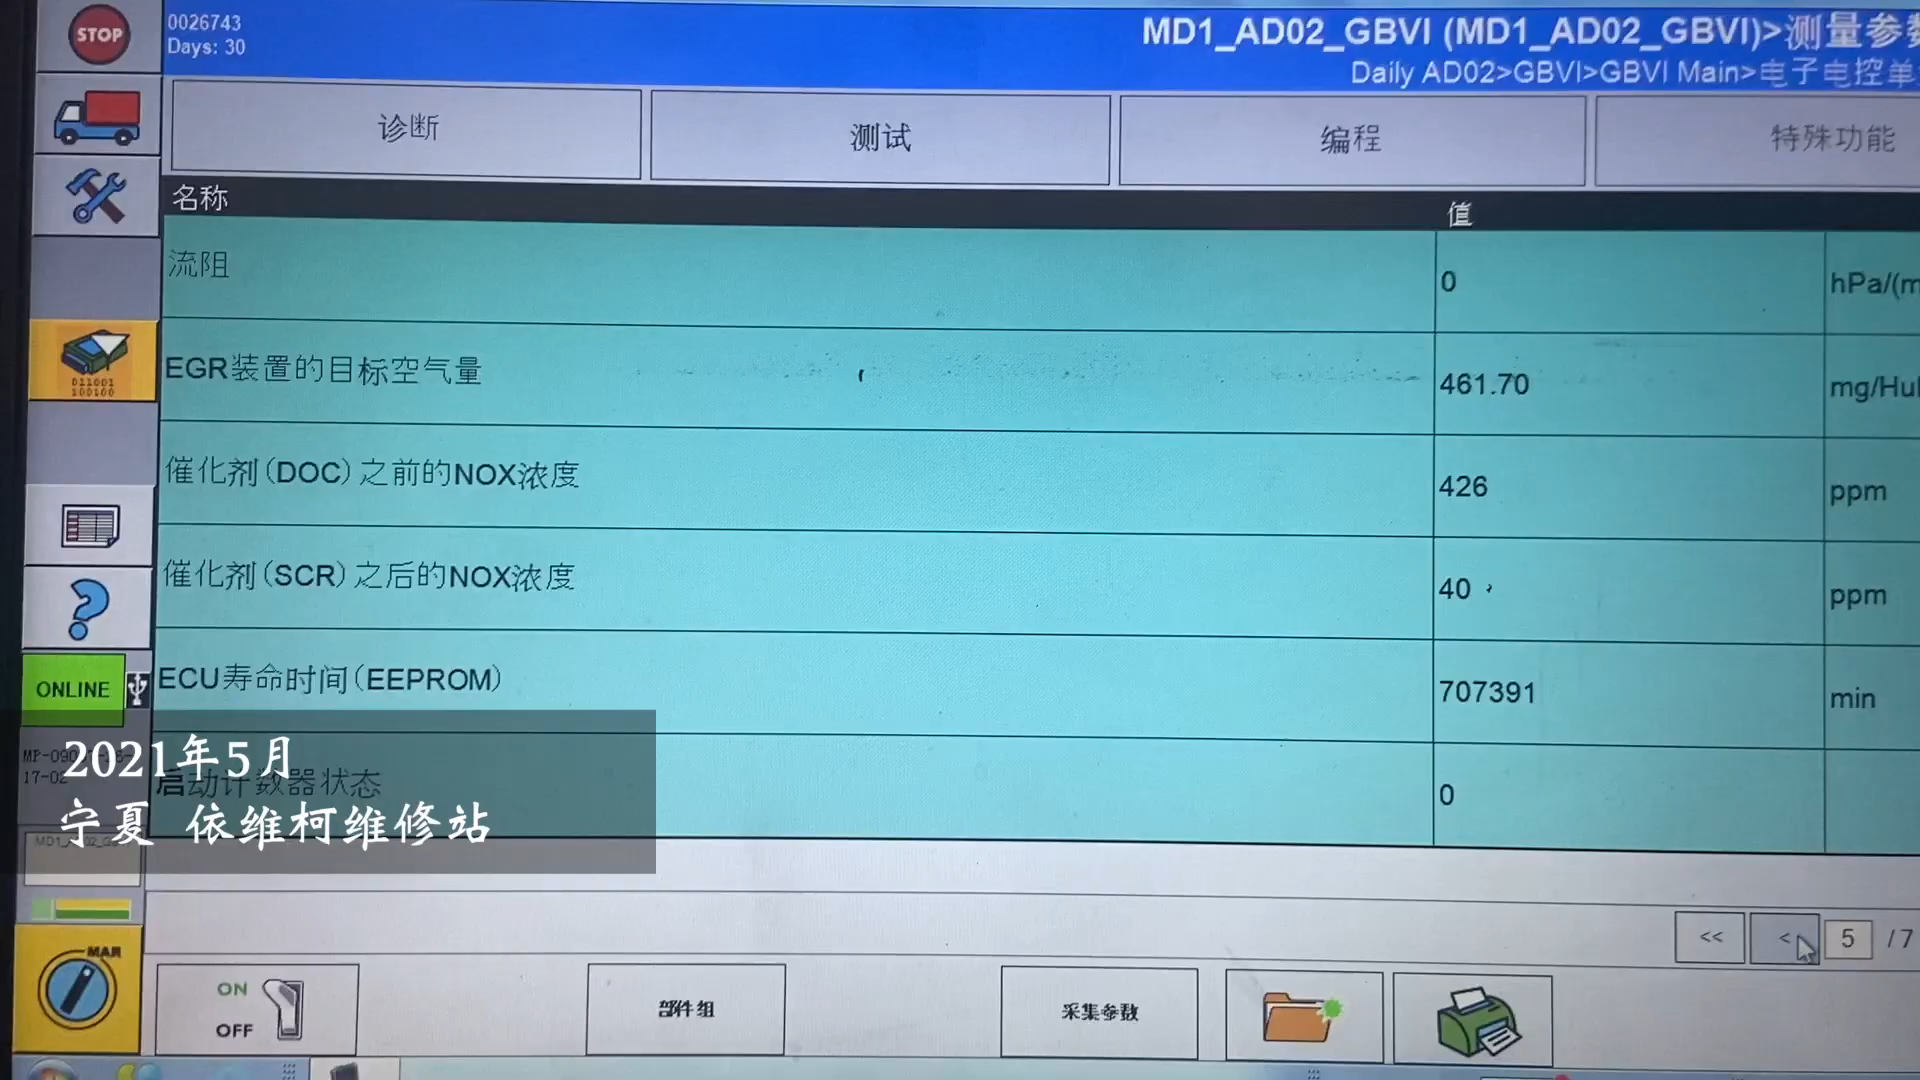 STOP
0026743
Days: 30
MD1_AD02_GBVI (MD1_AD02_GBVI)>测量参数
Daily AD02>GBVI>GBVI Main>电子电控单
诊断
测试
编程
特殊功能
名称
值
流阻
0
hPa/(m
EGR装置的目标空气量
461.70
mg/Hul
催化剂(DOC)之前的NOX浓度
426
ppm
催化剂(SCR)之后的NOX浓度
40
ppm
ECU寿命时间(EEPROM)
707391
min
启动计数器状态
0
011001
100100
ONLINE
2021年5月
宁夏 依维柯维修站
<<
<
5
/ 7
MAR
ON
OFF
部件组
采集参数